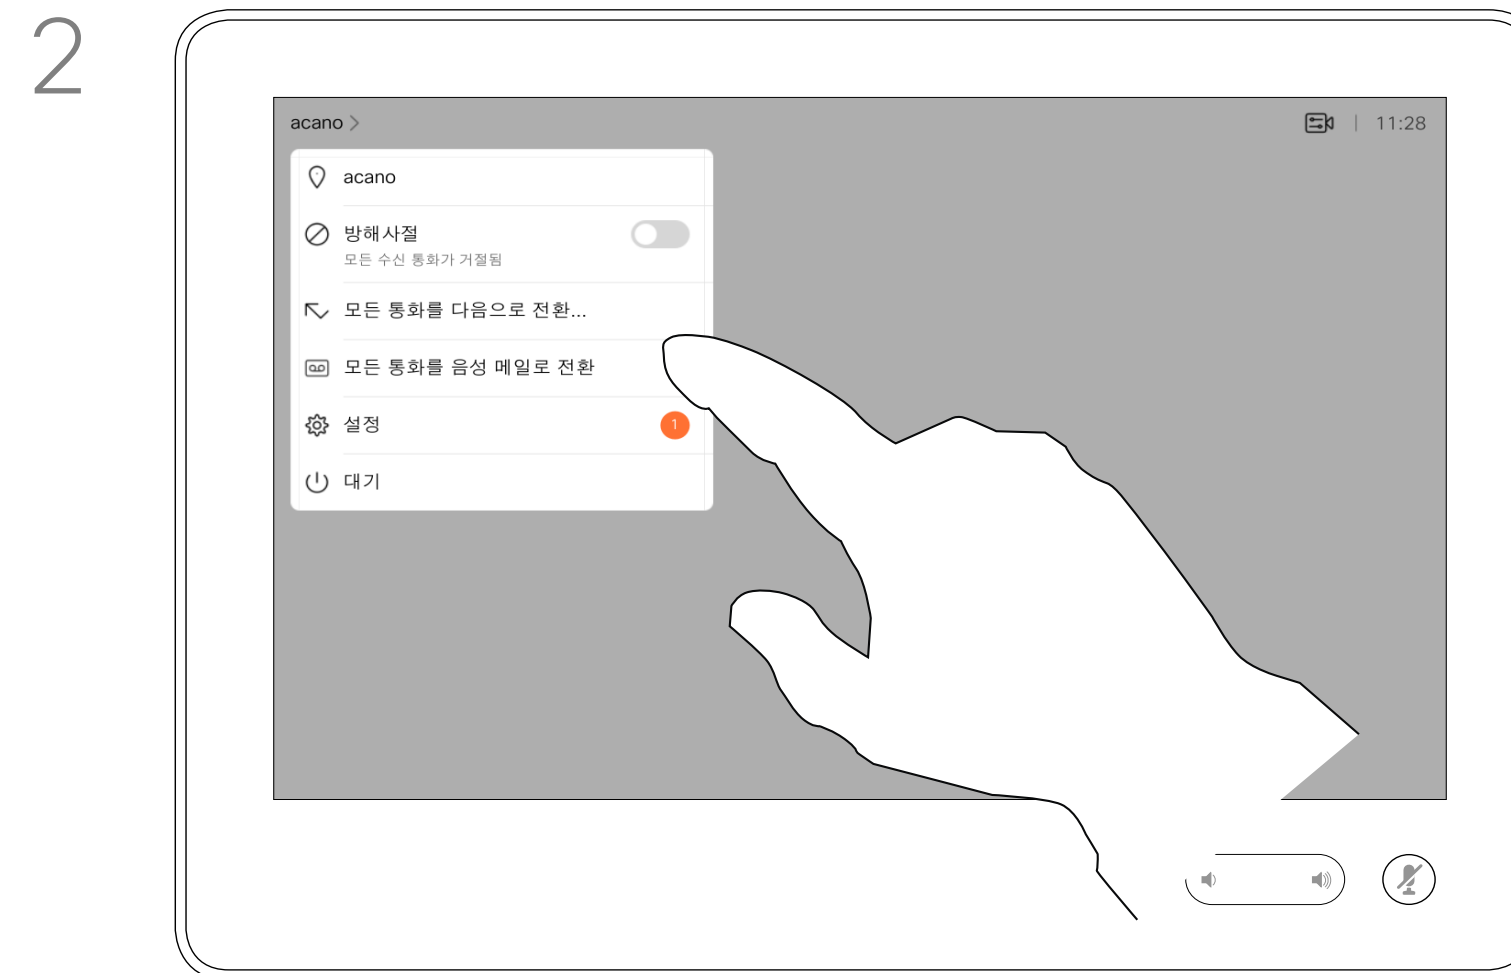 2
acano >
11:28
acano
방해사절
모든 수신 통화가 거절됨
모든 통화를 다음으로 전환...
모든 통화를 음성 메일로 전환
설정
1
대기